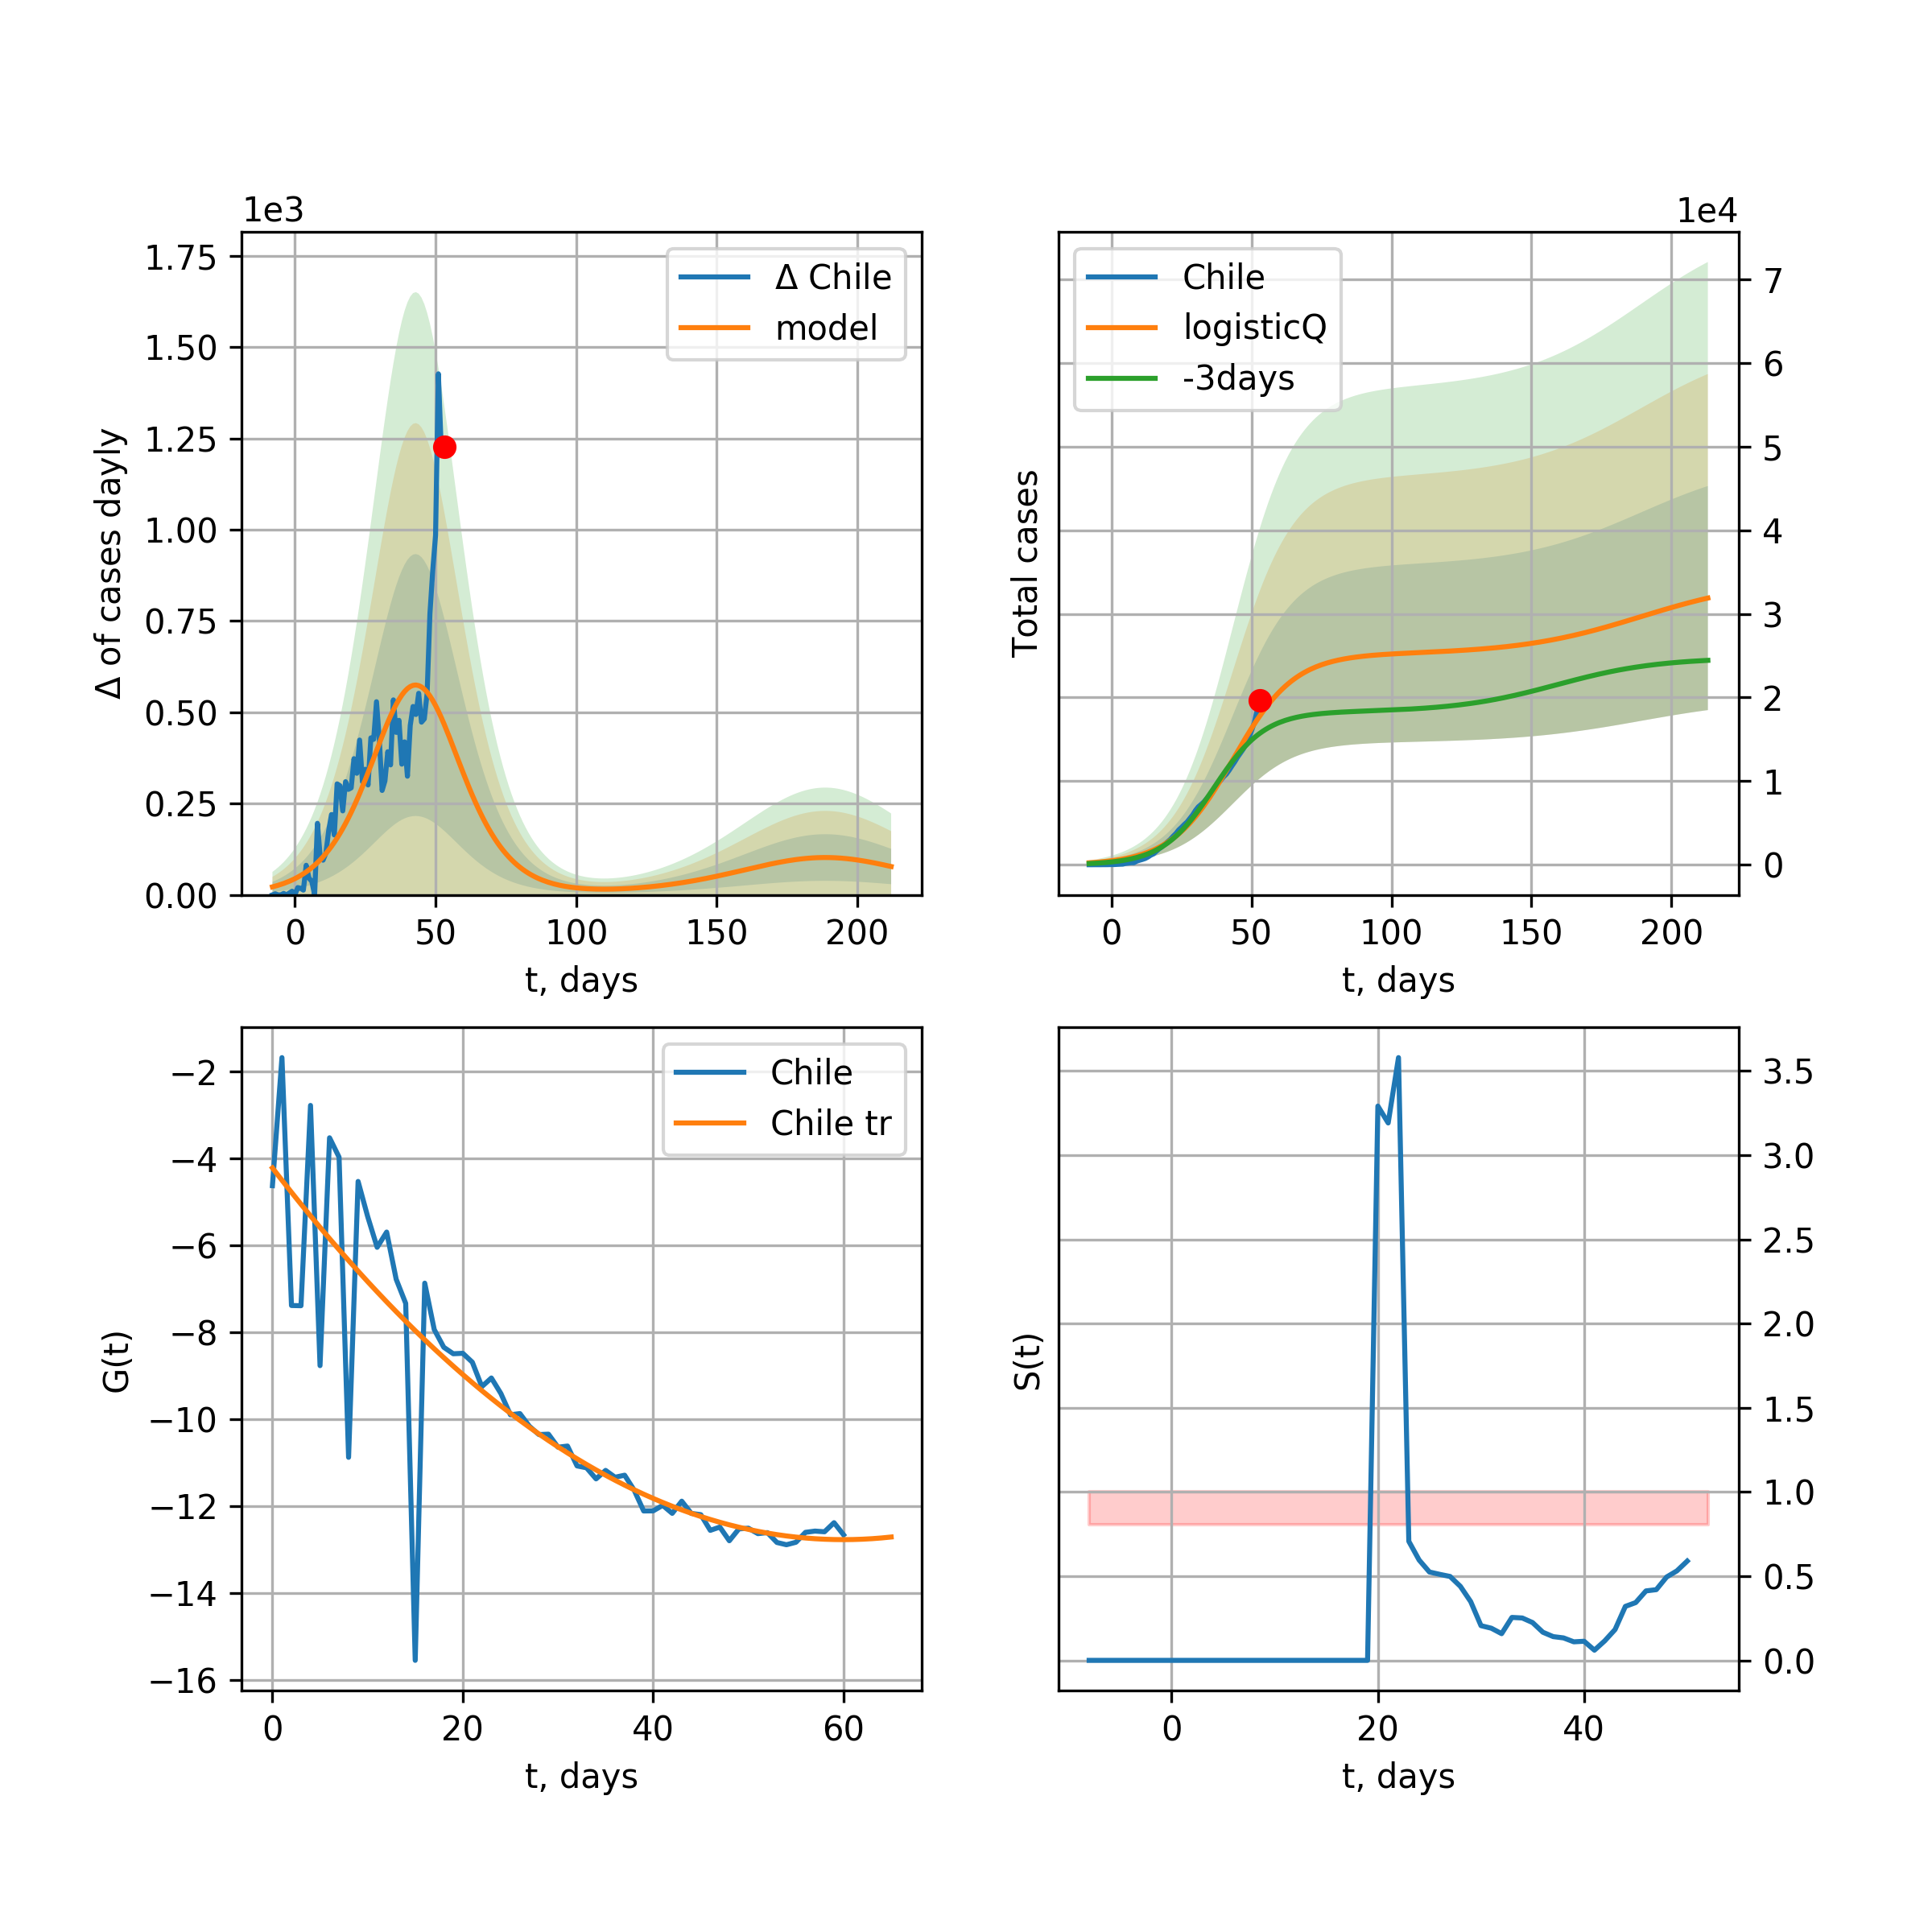 1e3
1.75
1.50
1.25
1.00
0.75
0.50
0.25
0.00
Δ of cases dayly
0 50 100 150 200
t, days
Δ Chile
model
1e4
Chile
logisticQ
-3days
Total cases
7
6
5
4
3
2
1
0
0 50 100 150 200
t, days
−2
−4
−6
−8
−10
−12
−14
−16
G(t)
0 20 40 60
t, days
Chile
Chile tr
S(t)
3.5
3.0
2.5
2.0
1.5
1.0
0.5
0.0
0 20 40
t, days